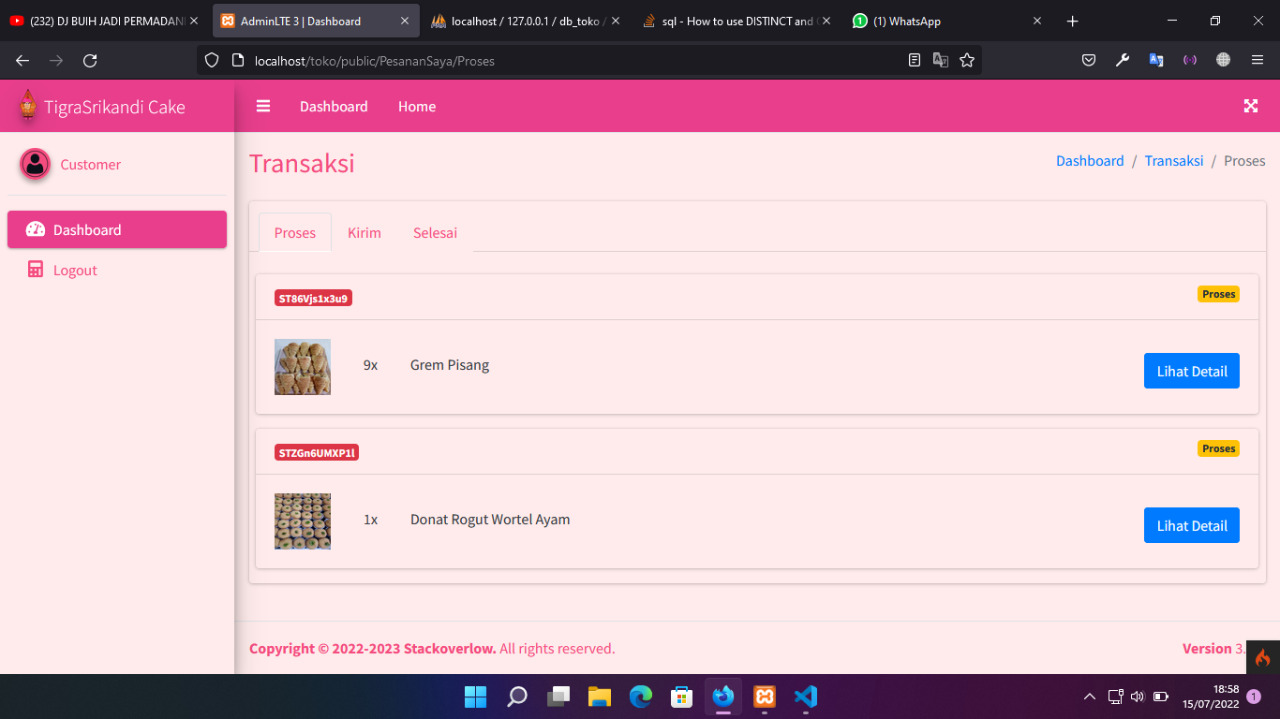 (232) DJ BUIH JADI PERMADANI
AdminLTE 3 | Dashboard
localhost / 127.0.0.1 / db_toko /
sql - How to use DISTINCT and
(1) WhatsApp
localhost/toko/public/PesananSaya/Proses
TigraSrikandi Cake
Dashboard
Home
Customer
Dashboard
Logout
Transaksi
Dashboard / Transaksi / Proses
Proses
Kirim
Selesai
ST86Vjs1x3u9
Proses
9x
Grem Pisang
Lihat Detail
STZGn6UMXP1l
Proses
1x
Donat Rogut Wortel Ayam
Lihat Detail
Copyright © 2022-2023 Stackoverlow. All rights reserved.
Version 3.
18:58
15/07/2022
1